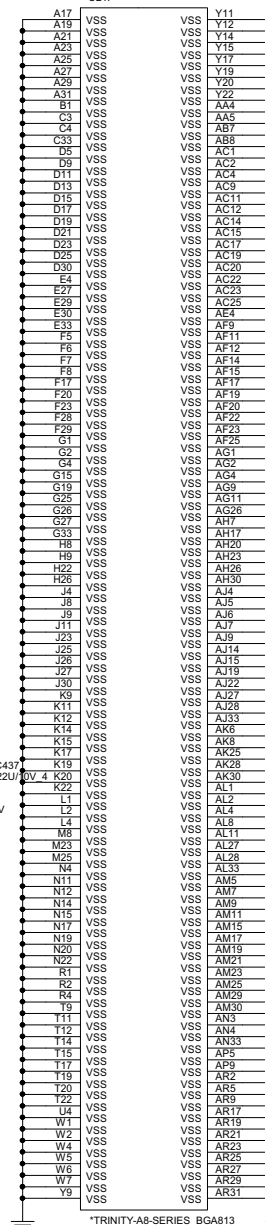 A17 VSS VSS Y11
A19 VSS VSS Y12
A21 VSS VSS Y14
A23 VSS VSS Y15
A25 VSS VSS Y17
A27 VSS VSS Y19
A29 VSS VSS Y20
A31 VSS VSS Y22
B1 VSS VSS AA4
C3 VSS VSS AA5
C4 VSS VSS AB7
C33 VSS VSS AB8
D5 VSS VSS AC1
D9 VSS VSS AC2
D11 VSS VSS AC4
D13 VSS VSS AC9
D15 VSS VSS AC11
D17 VSS VSS AC12
D19 VSS VSS AC14
D21 VSS VSS AC15
D23 VSS VSS AC17
D25 VSS VSS AC19
D30 VSS VSS AC20
E4 VSS VSS AC22
E27 VSS VSS AC23
E29 VSS VSS AC25
E30 VSS VSS AE4
E33 VSS VSS AF9
F5 VSS VSS AF11
F6 VSS VSS AF12
F7 VSS VSS AF14
F8 VSS VSS AF15
F17 VSS VSS AF17
F20 VSS VSS AF19
F23 VSS VSS AF20
F28 VSS VSS AF22
F29 VSS VSS AF23
G1 VSS VSS AF25
G2 VSS VSS AG1
G4 VSS VSS AG2
G15 VSS VSS AG4
G19 VSS VSS AG9
G25 VSS VSS AG11
G26 VSS VSS AG26
G27 VSS VSS AH7
G33 VSS VSS AH17
H8 VSS VSS AH20
H9 VSS VSS AH23
H22 VSS VSS AH26
H26 VSS VSS AH30
J4 VSS VSS AJ4
J8 VSS VSS AJ5
J9 VSS VSS AJ6
J11 VSS VSS AJ7
J23 VSS VSS AJ9
J25 VSS VSS AJ14
J26 VSS VSS AJ15
J27 VSS VSS AJ19
J30 VSS VSS AJ22
K9 VSS VSS AJ27
K11 VSS VSS AJ28
K12 VSS VSS AJ33
K14 VSS VSS AK6
K15 VSS VSS AK8
K17 VSS VSS AK25
C437 K19 VSS VSS AK28
22U/10V_4 K20 VSS VSS AK30
K22 VSS VSS AL1
L1 VSS VSS AL2
L2 VSS VSS AL4
L4 VSS VSS AL8
M8 VSS VSS AL11
M23 VSS VSS AL27
M25 VSS VSS AL28
N4 VSS VSS AL33
N11 VSS VSS AM5
N12 VSS VSS AM7
N14 VSS VSS AM9
N15 VSS VSS AM11
N17 VSS VSS AM15
N19 VSS VSS AM17
N20 VSS VSS AM19
N22 VSS VSS AM21
R1 VSS VSS AM23
R2 VSS VSS AM25
R4 VSS VSS AM29
T9 VSS VSS AM30
T11 VSS VSS AN3
T12 VSS VSS AN4
T14 VSS VSS AN33
T15 VSS VSS AP5
T17 VSS VSS AP9
T19 VSS VSS AR2
T20 VSS VSS AR5
T22 VSS VSS AR9
U4 VSS VSS AR17
W1 VSS VSS AR19
W2 VSS VSS AR21
W4 VSS VSS AR23
W5 VSS VSS AR25
W6 VSS VSS AR27
W7 VSS VSS AR29
Y9 VSS VSS AR31
*TRINITY-A8-SERIES BGA813